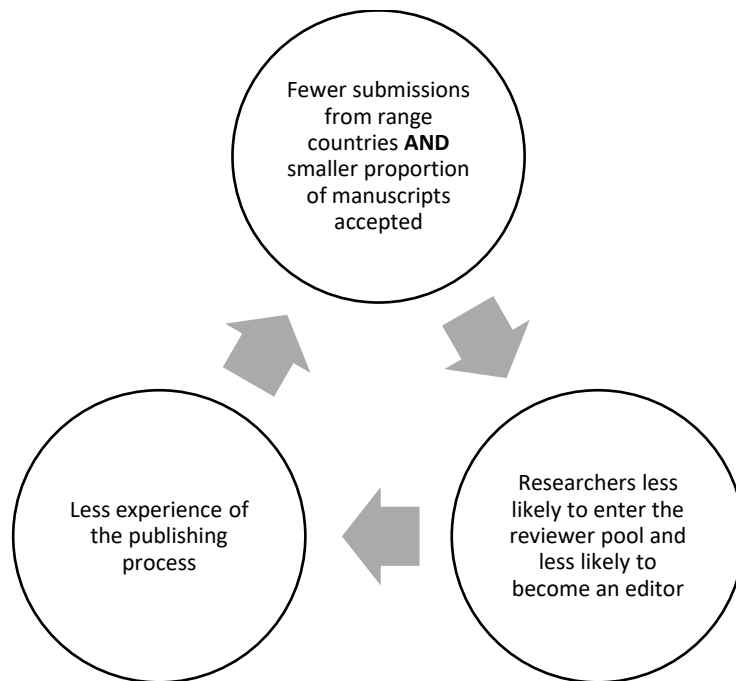 Fewer submissions
from range
countries AND
smaller proportion
of manuscripts
accepted
Researchers less
likely to enter the
reviewer pool and
less likely to
become an editor
Less experience of
the publishing
process